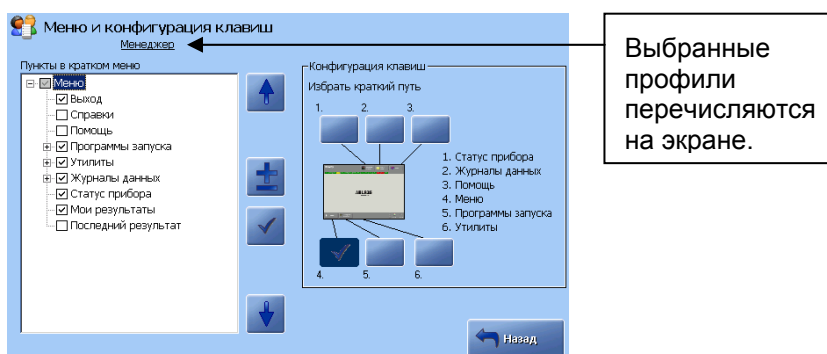 Меню и конфигурация клавиш
Менеджер
Пункты в кратком меню
Меню
Выход
Справки
Помощь
Программы запуска
Утилиты
Журналы данных
Статус прибора
Мои результаты
Последний результат
Конфигурация клавиш
Избрать краткий путь
1. 2. 3.
1. Статус прибора
2. Журналы данных
3. Помощь
4. Меню
5. Программы запуска
6. Утилиты
4. 5. 6.
Назад
Выбранные
профили
перечисляются
на экране.